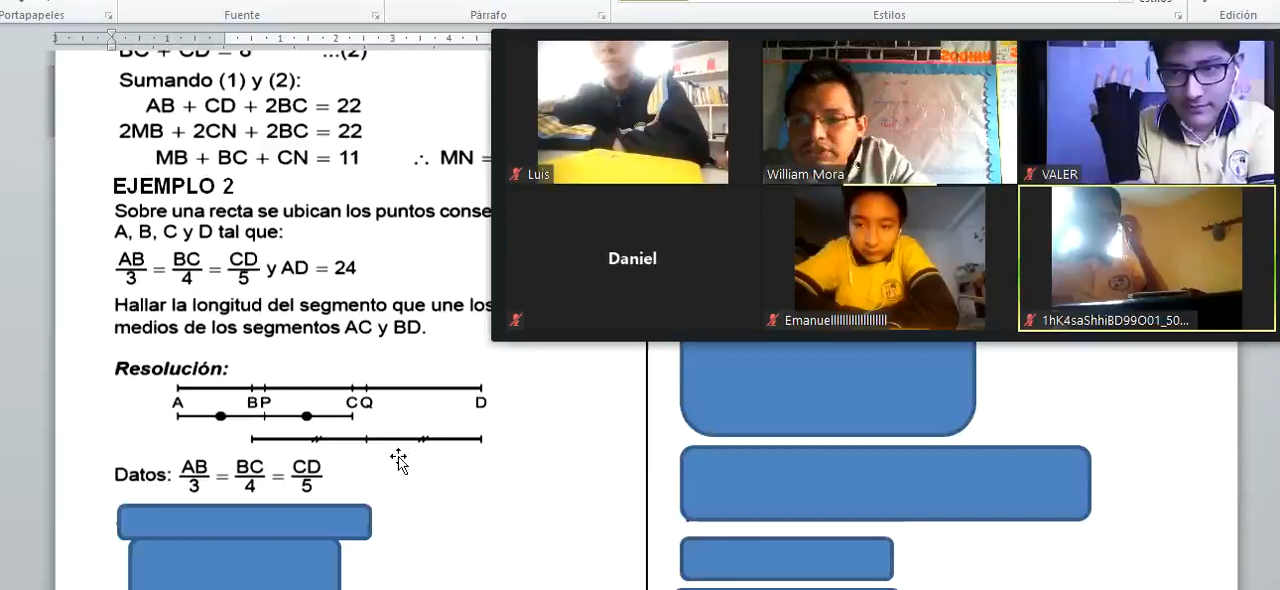 Portapapeles
Fuente
Párrafo
Estilos
Edición
BC + CD = 8 ...(2)
Sumando (1) y (2):
AB + CD + 2BC = 22
2MB + 2CN + 2BC = 22
MB + BC + CN = 11 ∴ MN =
EJEMPLO 2
Sobre una recta se ubican los puntos conse
A, B, C y D tal que:
AB/3 = BC/4 = CD/5 y AD = 24
Hallar la longitud del segmento que une los
medios de los segmentos AC y BD.
Resolución:
A B P C Q D
Datos: AB/3 = BC/4 = CD/5
Luis
William Mora
VALER
Daniel
Emanuelllllllllllllllllll
1hK4saShhiBD99O01_50...